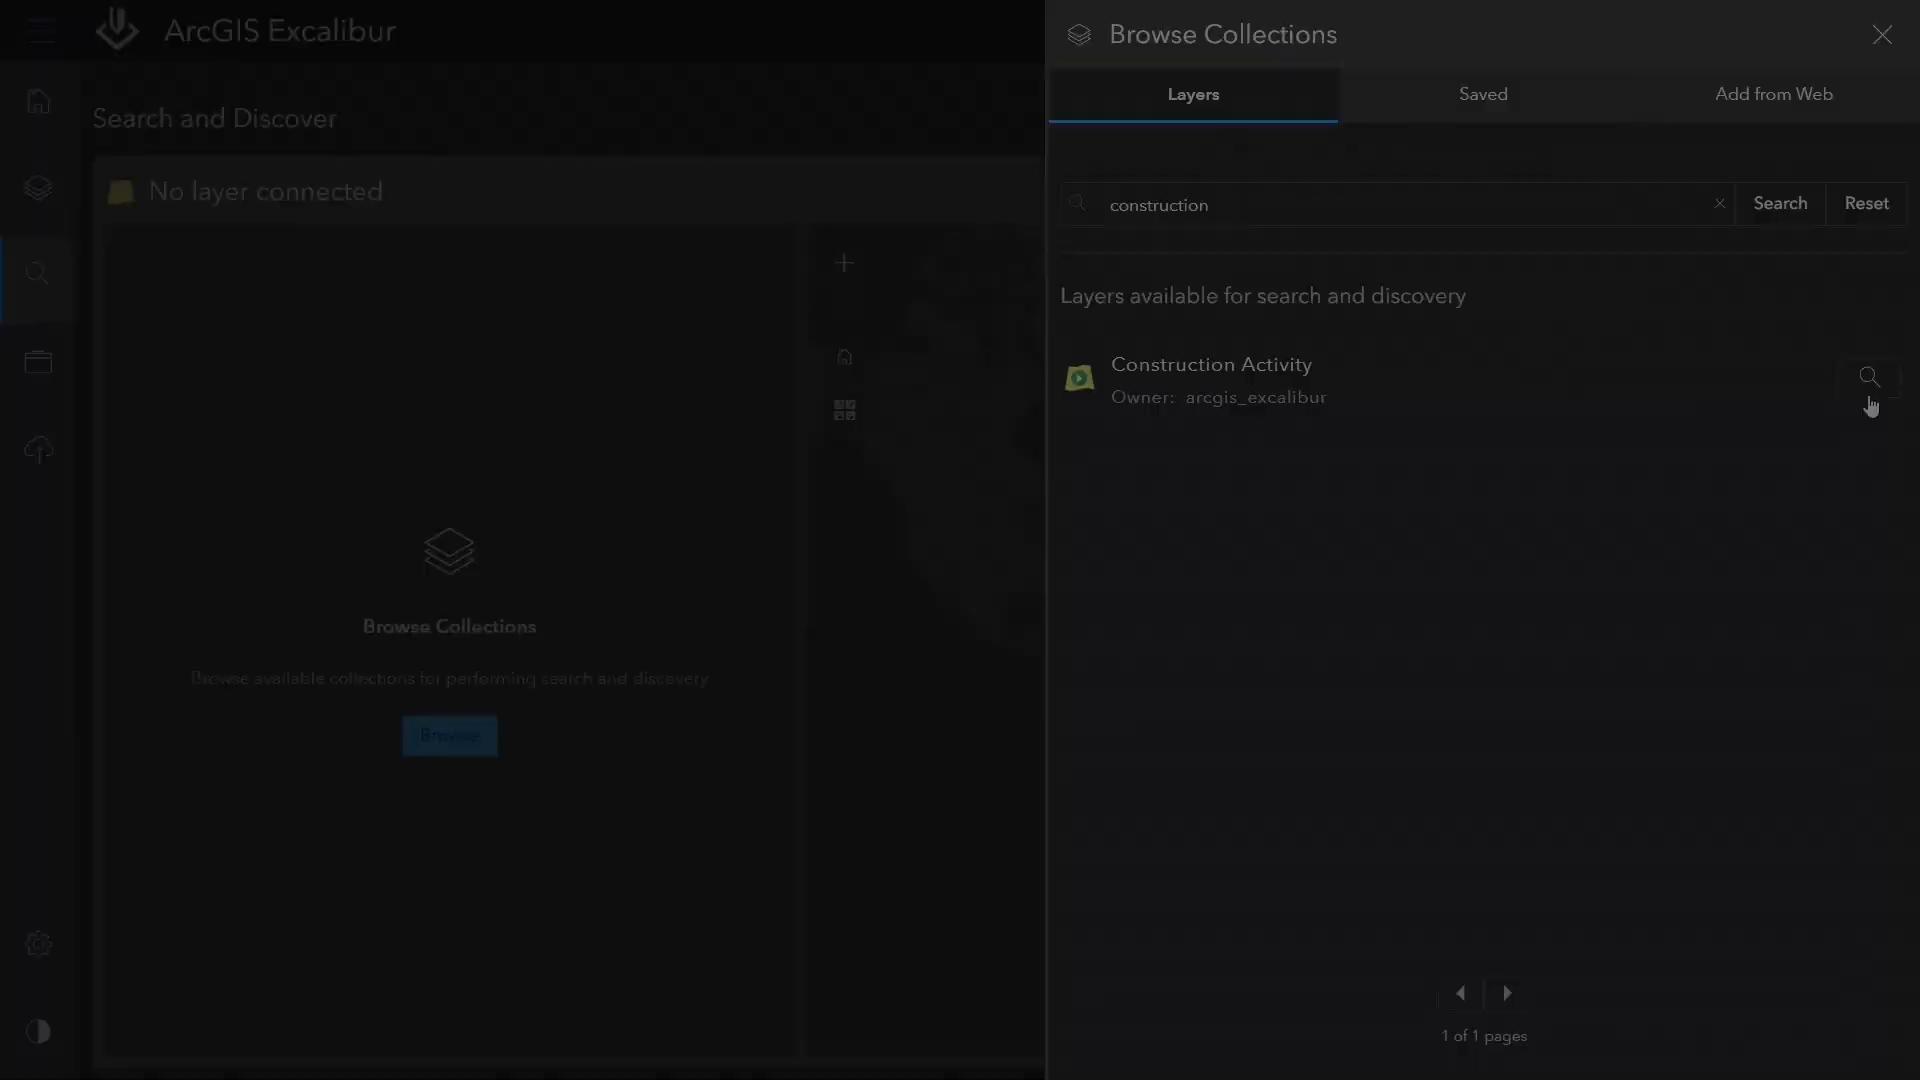 ArcGIS Excalibur
Search and Discover
No layer connected
Browse Collections
Browse available collections for performing search and discovery
Browse
Browse Collections
Layers
Saved
Add from Web
construction
Search
Reset
Layers available for search and discovery
Construction Activity
Owner: arcgis_excalibur
1 of 1 pages